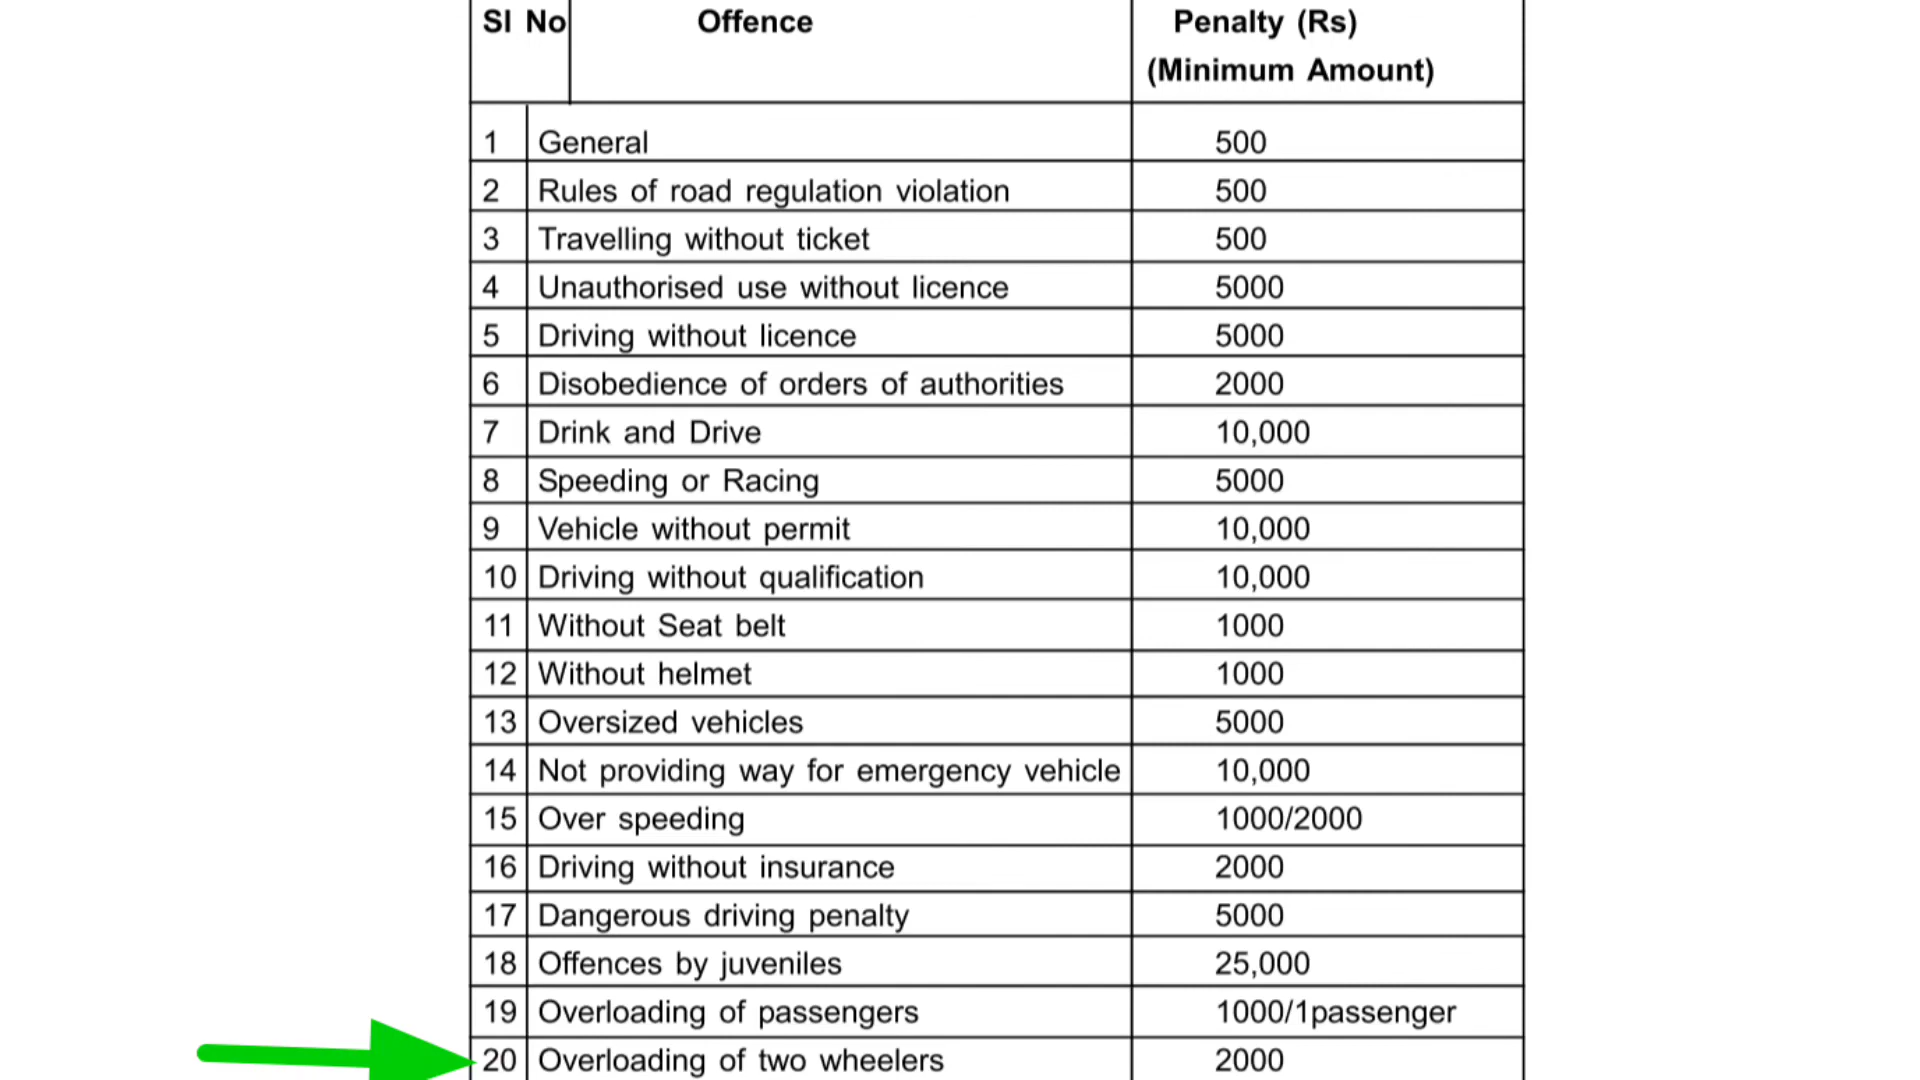 Sl No Offence Penalty (Rs)
(Minimum Amount)
1 General 500
2 Rules of road regulation violation 500
3 Travelling without ticket 500
4 Unauthorised use without licence 5000
5 Driving without licence 5000
6 Disobedience of orders of authorities 2000
7 Drink and Drive 10,000
8 Speeding or Racing 5000
9 Vehicle without permit 10,000
10 Driving without qualification 10,000
11 Without Seat belt 1000
12 Without helmet 1000
13 Oversized vehicles 5000
14 Not providing way for emergency vehicle 10,000
15 Over speeding 1000/2000
16 Driving without insurance 2000
17 Dangerous driving penalty 5000
18 Offences by juveniles 25,000
19 Overloading of passengers 1000/1passenger
20 Overloading of two wheelers 2000